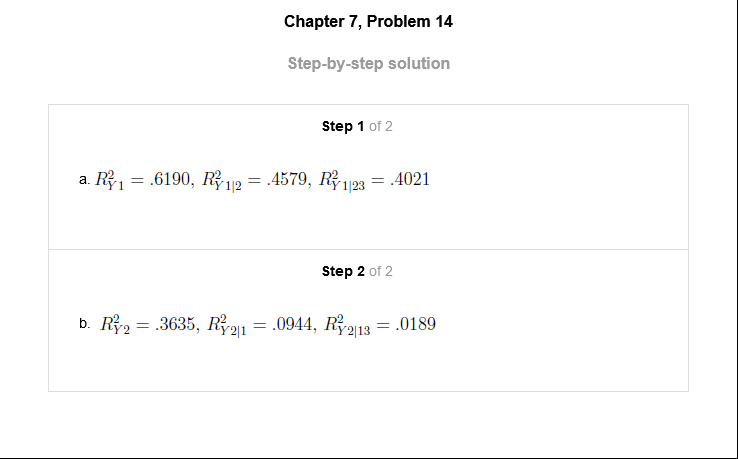 Chapter 7, Problem 14
Step-by-step solution
Step 1 of 2
a. $R^2_{Y1} = .6190, \ R^2_{Y1|2} = .4579, \ R^2_{Y1|23} = .4021$
Step 2 of 2
b. $R^2_{Y2} = .3635, \ R^2_{Y2|1} = .0944, \ R^2_{Y2|13} = .0189$